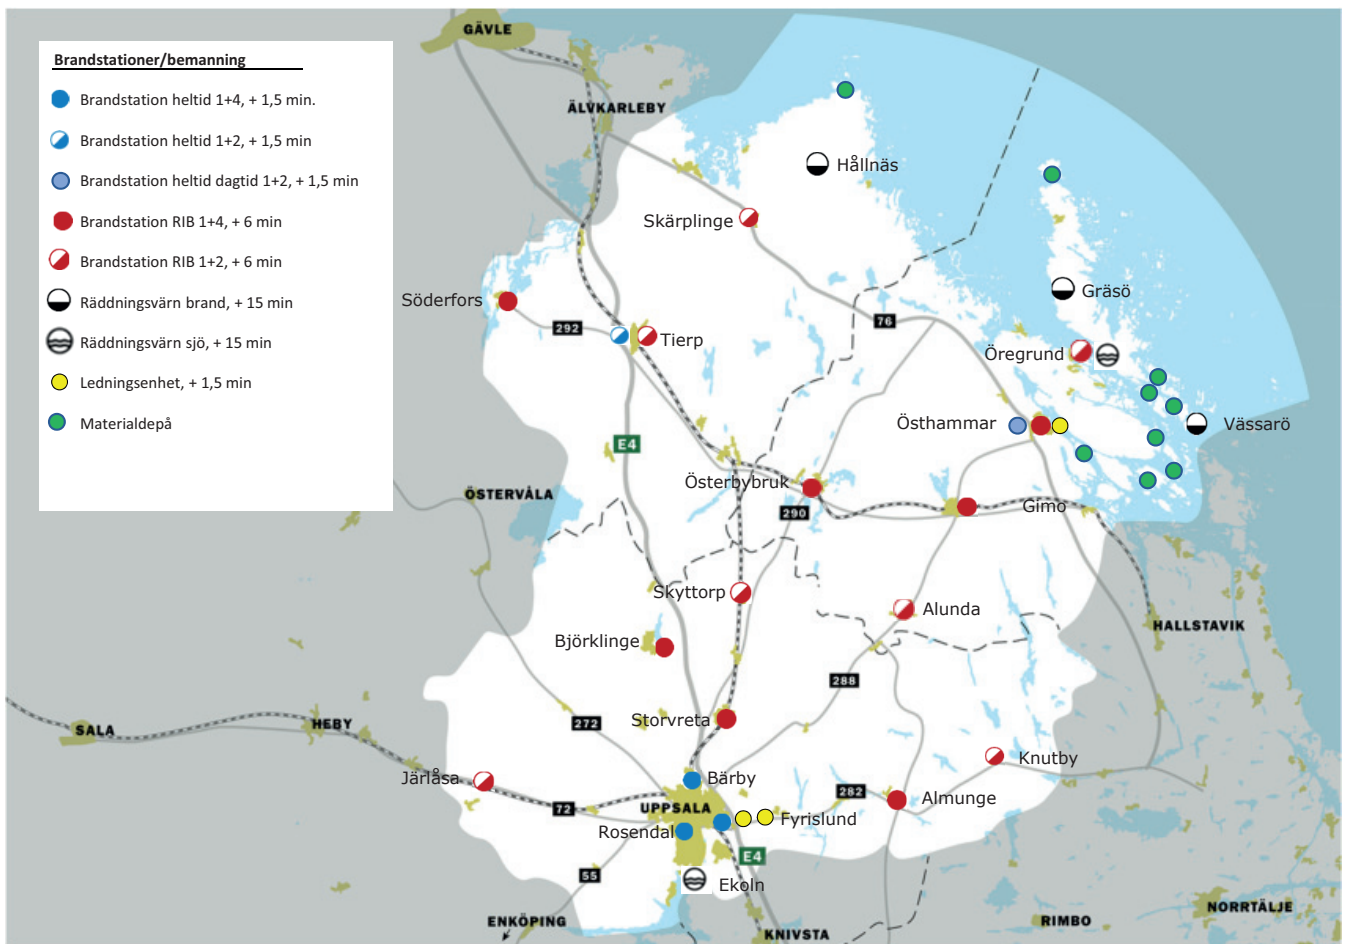 GÄVLE
Brandstationer/bemanning
Brandstation heltid 1+4, + 1,5 min.
Brandstation heltid 1+2, + 1,5 min
Brandstation heltid dagtid 1+2, + 1,5 min
Brandstation RIB 1+4, + 6 min
Brandstation RIB 1+2, + 6 min
Räddningsvärn brand, + 15 min
Räddningsvärn sjö, + 15 min
Ledningsenhet, + 1,5 min
Materialdepå
ÄLVKARLEBY
Hållnäs
Skärplinge
Gräsö
Söderfors
292
76
Tierp
Öregrund
Östhammar
Vässarö
E4
Österbybruk
ÖSTERVÅLA
290
Gimo
Skyttorp
Alunda
HALLSTAVIK
Björklinge
288
Storvreta
272
HEBY
SALA
Knutby
Järlåsa
Bärby
282
Almunge
72
UPPSALA
Fyrislund
Rosendal
E4
55
Ekoln
NORRTÄLJE
ENKÖPING
RIMBO
KNIVSTA